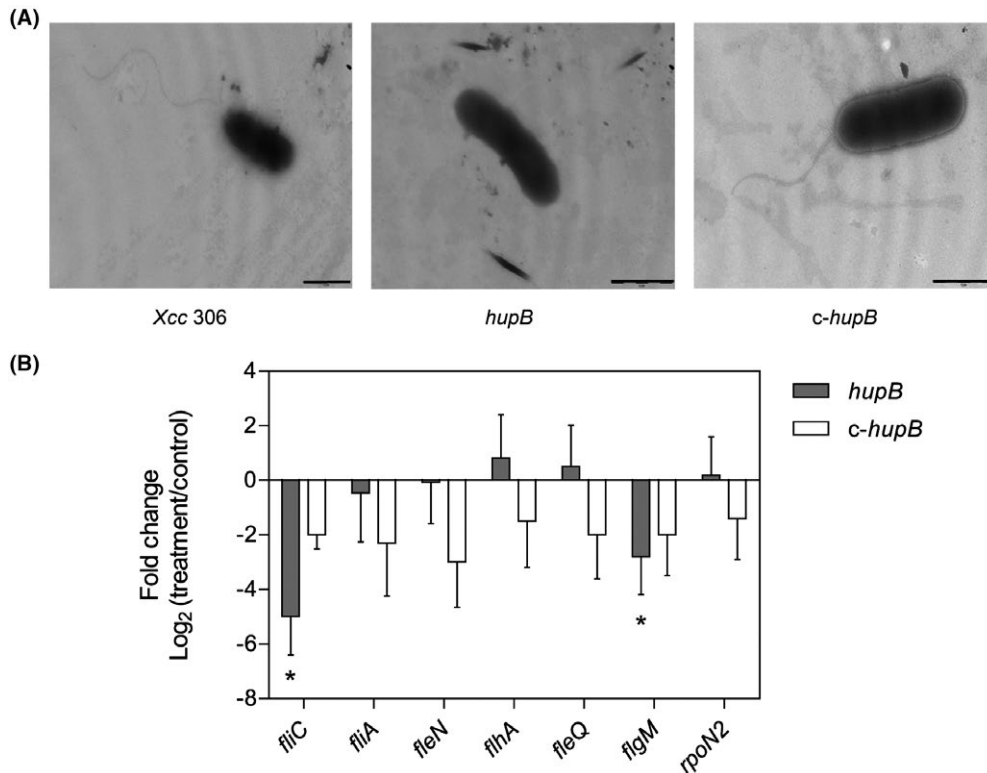 (A)
Xcc 306
hupB
c-hupB
(B)
Fold change
Log₂ (treatment/control)
4
2
0
-2
-4
-6
-8
*
*
fliC
fliA
fleN
flhA
fleQ
flgM
rpoN2
hupB
c-hupB